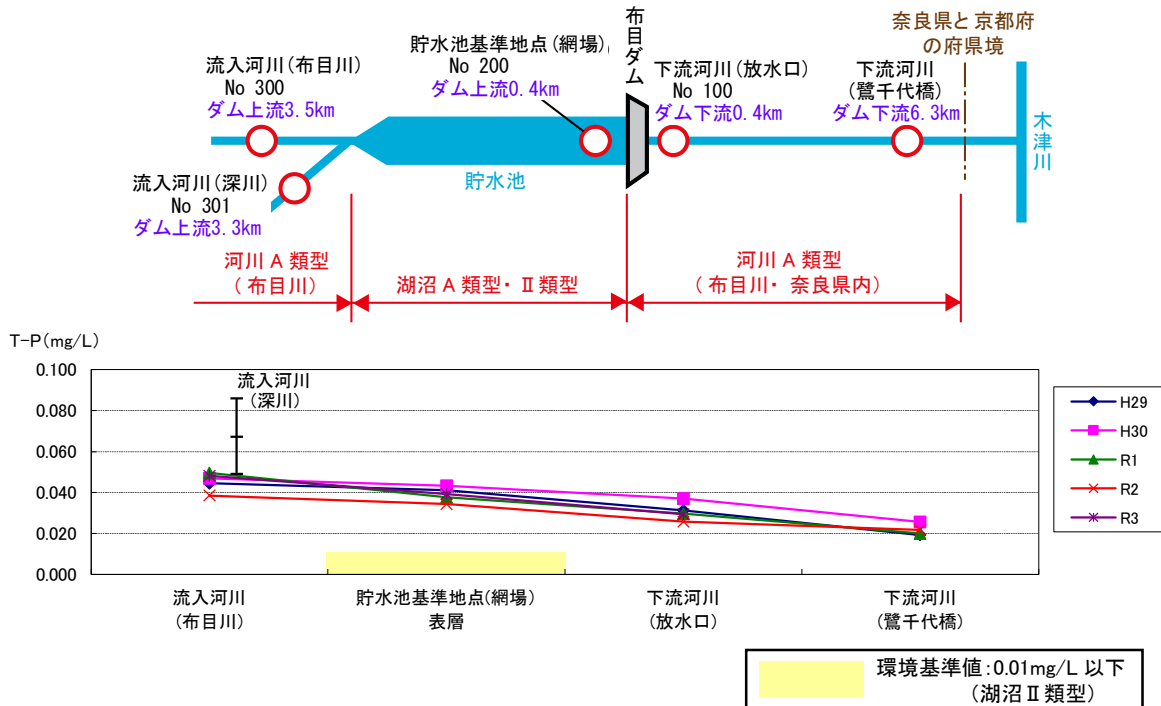 流入河川(布目川)
No 300
ダム上流3.5km
貯水池基準地点(網場)
No 200
ダム上流0.4km
布目ダム
下流河川(放水口)
No 100
ダム下流0.4km
下流河川
(鷺千代橋)
ダム下流6.3km
奈良県と京都府
の府県境
木津川
流入河川(深川)
No 301
ダム上流3.3km
貯水池
河川A類型
(布目川)
湖沼A類型・Ⅱ類型
河川A類型
(布目川・奈良県内)
T-P(mg/L)
0.100
0.080
0.060
0.040
0.020
0.000
流入河川
(深川)
H29
H30
R1
R2
R3
流入河川
(布目川)
貯水池基準地点(網場)
表層
下流河川
(放水口)
下流河川
(鷺千代橋)
環境基準値:0.01mg/L以下
(湖沼Ⅱ類型)